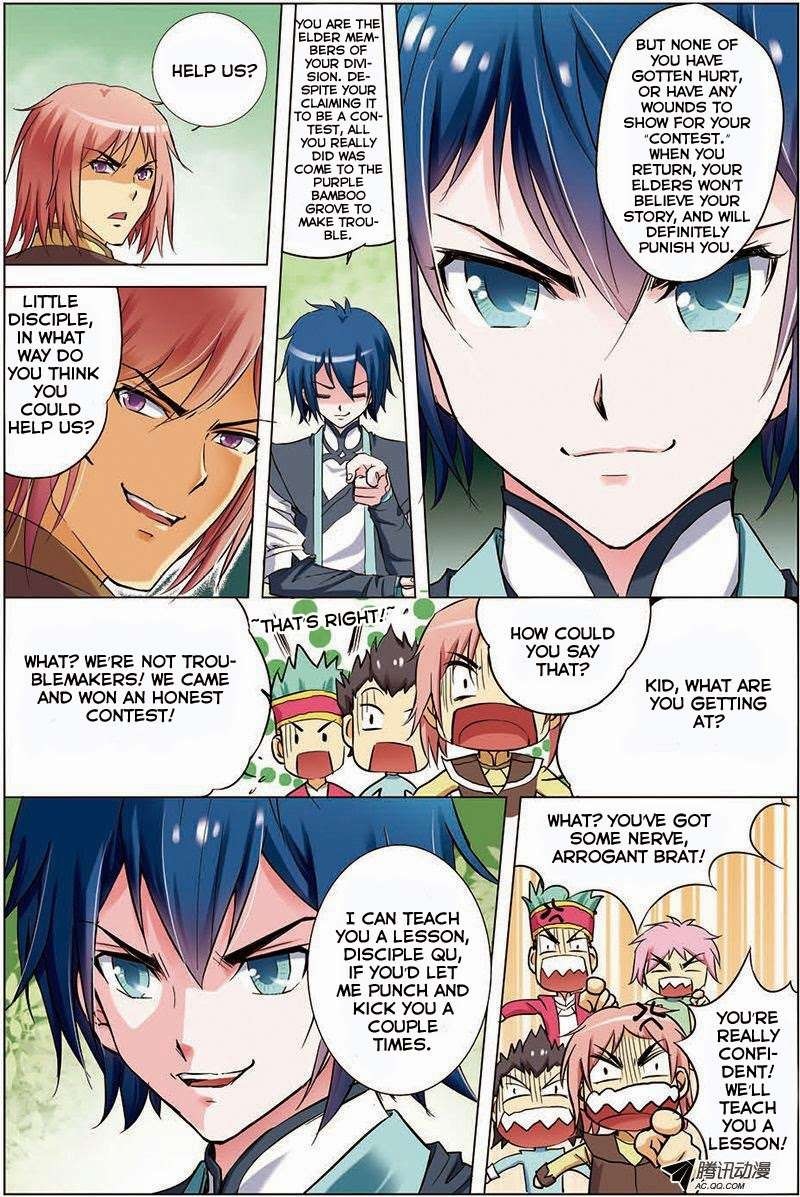 HELP US?
YOU ARE THE
ELDER MEM-
BERS OF
YOUR DIVI-
SION. DE-
SPITE YOUR
CLAIMING IT
TO BE A CON-
TEST, ALL
YOU REALLY
DID WAS
COME TO THE
PURPLE
BAMBOO
GROVE TO
MAKE TROU-
BLE.
BUT NONE OF
YOU HAVE
GOTTEN HURT,
OR HAVE ANY
WOUNDS TO
SHOW FOR YOUR
"CONTEST."
WHEN YOU
RETURN, YOUR
ELDERS WON'T
BELIEVE YOUR
STORY, AND WILL
DEFINITELY
PUNISH YOU.
LITTLE
DISCIPLE,
IN WHAT
WAY DO
YOU THINK
YOU
COULD
HELP US?
WHAT? WE'RE NOT TROU-
BLEMAKERS! WE CAME
AND WON AN HONEST
CONTEST!
~THAT'S RIGHT!~
HOW COULD
YOU SAY
THAT?
KID, WHAT ARE
YOU GETTING
AT?
I CAN TEACH
YOU A LESSON,
DISCIPLE QU,
IF YOU'D LET
ME PUNCH AND
KICK YOU A
COUPLE
TIMES.
WHAT? YOU'VE GOT
SOME NERVE,
ARROGANT BRAT!
YOU'RE
REALLY
CONFI-
DENT!
WE'LL
TEACH
YOU A
LESSON!
腾讯动漫
AC.QQ.COM